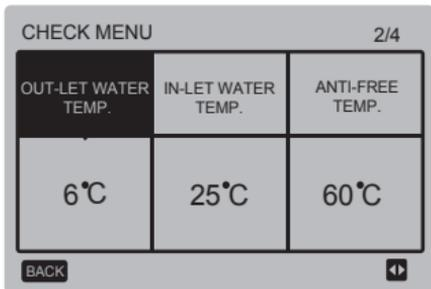 CHECK MENU 2/4
OUT-LET WATER TEMP.
IN-LET WATER TEMP.
ANTI-FREE TEMP.
6°C 25°C 60°C
BACK